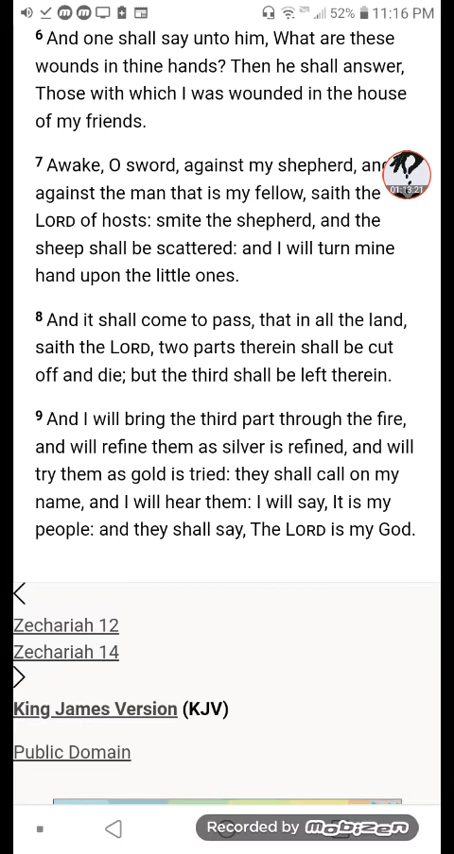 52% 11:16 PM
6 And one shall say unto him, What are these
wounds in thine hands? Then he shall answer,
Those with which I was wounded in the house
of my friends.
7 Awake, O sword, against my shepherd, and
against the man that is my fellow, saith the
LORD of hosts: smite the shepherd, and the
sheep shall be scattered: and I will turn mine
hand upon the little ones.
01:13:21
8 And it shall come to pass, that in all the land,
saith the LORD, two parts therein shall be cut
off and die; but the third shall be left therein.
9 And I will bring the third part through the fire,
and will refine them as silver is refined, and will
try them as gold is tried: they shall call on my
name, and I will hear them: I will say, It is my
people: and they shall say, The LORD is my God.
Zechariah 12
Zechariah 14
King James Version (KJV)
Public Domain
Recorded by mobizen